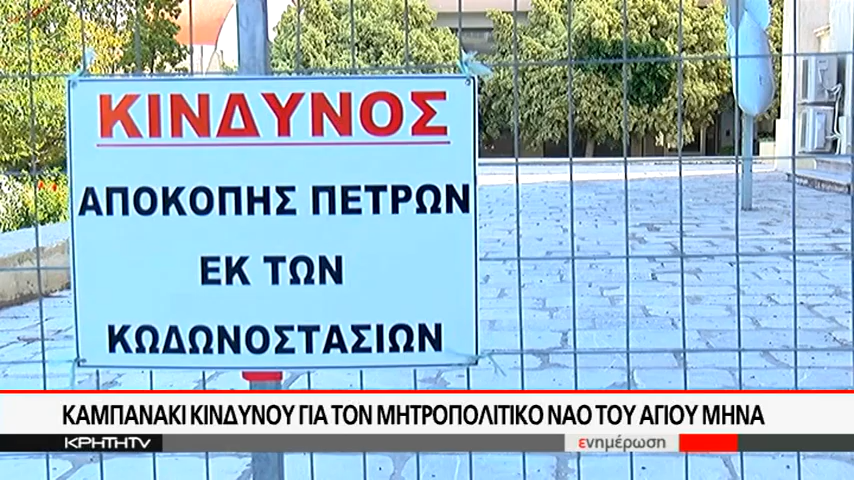 ΚΙΝΔΥΝΟΣ
ΑΠΟΚΟΠΗΣ ΠΕΤΡΩΝ
ΕΚ ΤΩΝ
ΚΩΔΩΝΟΣΤΑΣΙΩΝ
ΚΑΜΠΑΝΑΚΙ ΚΙΝΔΥΝΟΥ ΓΙΑ ΤΟΝ ΜΗΤΡΟΠΟΛΙΤΙΚΟ ΝΑΟ ΤΟΥ ΑΓΙΟΥ ΜΗΝΑ
ΚΡΗΤΗTV
ενημέρωση